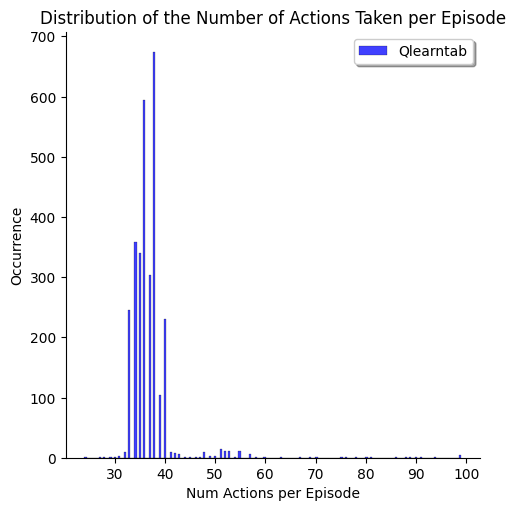 Distribution of the Number of Actions Taken per Episode
Qlearntab
700
600
500
400
300
200
100
0
Occurrence
30 40 50 60 70 80 90 100
Num Actions per Episode